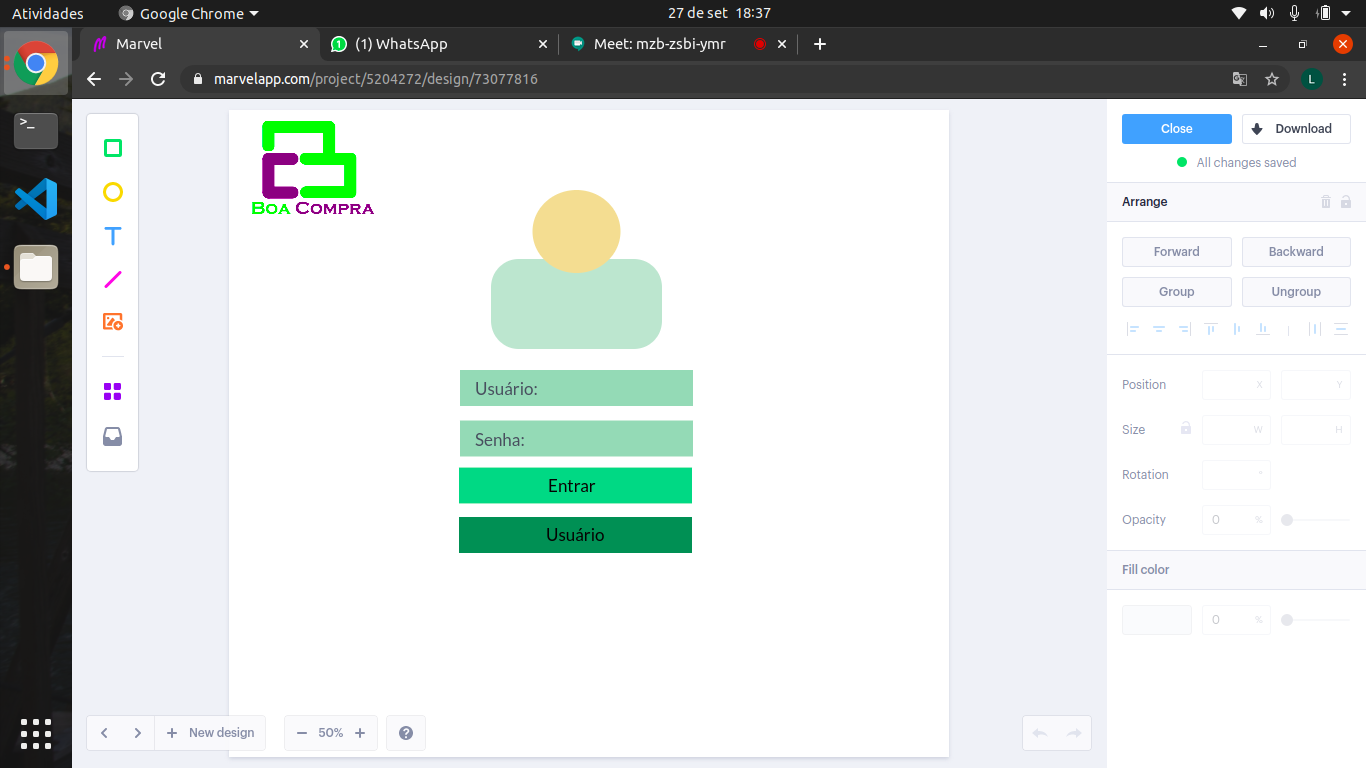 Atividades
Google Chrome
27 de set 18:37
Marvel
(1) WhatsApp
Meet: mzb-zsbi-ymr
marvelapp.com/project/5204272/design/73077816
L
>_
Close
Download
All changes saved
Arrange
Forward
Backward
Group
Ungroup
Position
X
Y
Size
W
H
Rotation
°
Opacity
0
%
Fill color
0
%
T
BOA COMPRA
Usuário:
Senha:
Entrar
Usuário
New design
50%
?